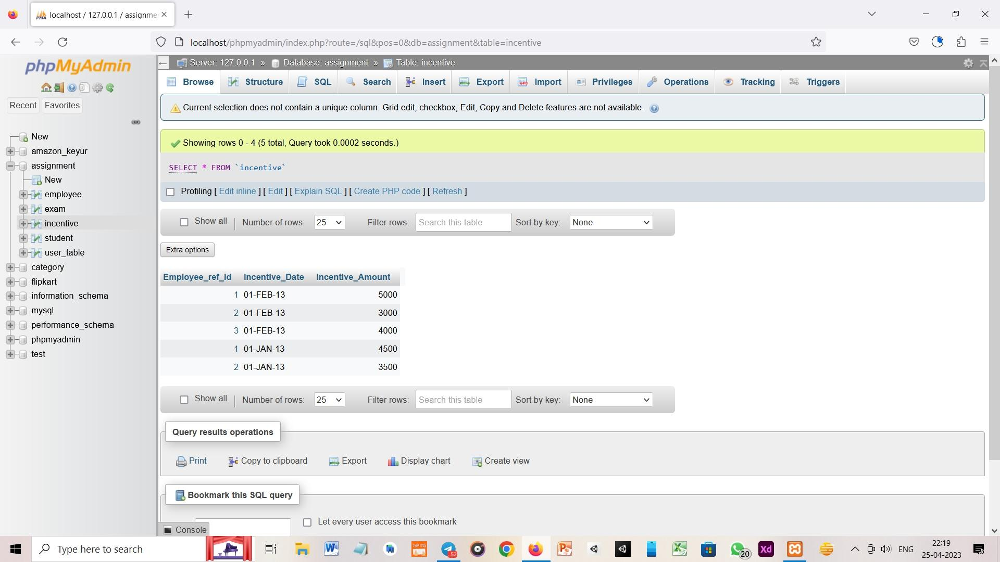 localhost / 127.0.0.1 / assignme
localhost/phpmyadmin/index.php?route=/sql&pos=0&db=assignment&table=incentive
phpMyAdmin
Recent Favorites
New
amazon_keyur
assignment
New
employee
exam
incentive
student
user_table
category
flipkart
information_schema
mysql
performance_schema
phpmyadmin
test
Server: 127.0.0.1 » Database: assignment » Table: incentive
Browse Structure SQL Search Insert Export Import Privileges Operations Tracking Triggers
Current selection does not contain a unique column. Grid edit, checkbox, Edit, Copy and Delete features are not available.
Showing rows 0 - 4 (5 total, Query took 0.0002 seconds.)
SELECT * FROM `incentive`
Profiling [ Edit inline ] [ Edit ] [ Explain SQL ] [ Create PHP code ] [ Refresh ]
Show all | Number of rows: 25 Filter rows: Search this table Sort by key: None
Extra options
Employee_ref_id Incentive_Date Incentive_Amount
1 01-FEB-13 5000
2 01-FEB-13 3000
3 01-FEB-13 4000
1 01-JAN-13 4500
2 01-JAN-13 3500
Show all | Number of rows: 25 Filter rows: Search this table Sort by key: None
Query results operations
Print Copy to clipboard Export Display chart Create view
Bookmark this SQL query
Let every user access this bookmark
Console
Type here to search
ENG
22:19
25-04-2023
20
Xd